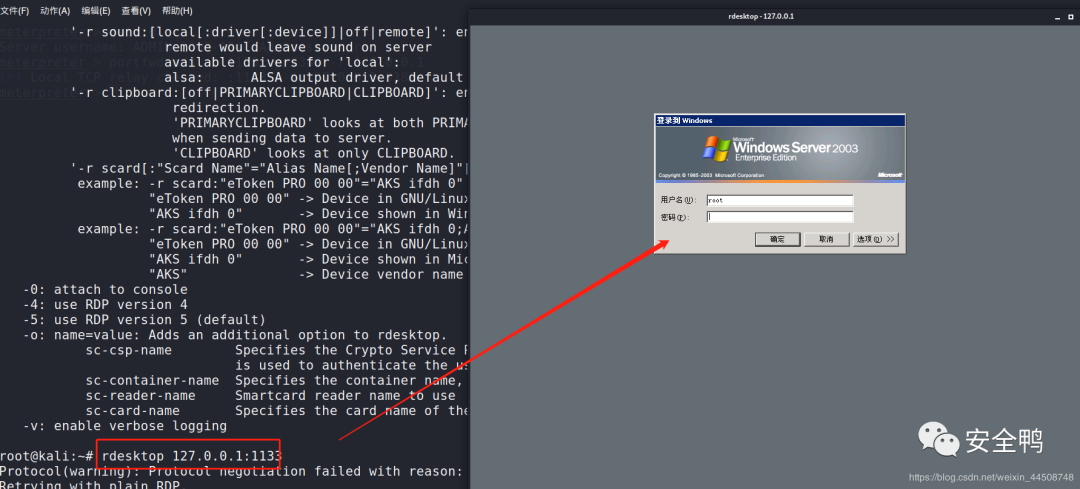 文件(F) 动作(A) 编辑(E) 查看(V) 帮助(H)
'-r sound:[local[:driver[:device]]|off|remote]': en
remote would leave sound on server
available drivers for 'local':
alsa: ALSA output driver, default
'-r clipboard:[off|PRIMARYCLIPBOARD|CLIPBOARD]': en
redirection.
'PRIMARYCLIPBOARD' looks at both PRIMA
when sending data to server.
'CLIPBOARD' looks at only CLIPBOARD.
'-r scard[:"Scard Name"="Alias Name[;Vendor Name]"[
example: -r scard:"eToken PRO 00 00"="AKS ifdh 0"
"eToken PRO 00 00" -> Device in GNU/Linux
"AKS ifdh 0" -> Device shown in Win
example: -r scard:"eToken PRO 00 00"="AKS ifdh 0;A
"eToken PRO 00 00" -> Device in GNU/Linux
"AKS ifdh 0" -> Device shown in Mic
"AKS" -> Device vendor name
-0: attach to console
-4: use RDP version 4
-5: use RDP version 5 (default)
-o: name=value: Adds an additional option to rdesktop.
sc-csp-name Specifies the Crypto Service P
is used to authenticate the us
sc-container-name Specifies the container name,
sc-reader-name Smartcard reader name to use
sc-card-name Specifies the card name of the
-v: enable verbose logging
root@kali:~# rdesktop 127.0.0.1:1133
Protocol(warning): Protocol negotiation failed with reason:
Retrying with plain RDP
rdesktop - 127.0.0.1
登录到 Windows
Microsoft
Windows Server 2003
Enterprise Edition
Copyright © 1985-2003 Microsoft Corporation Microsoft
用户名(U): root
密码(P):
确定 取消 选项(O) >>
安全鸭
https://blog.csdn.net/weixin_44508748